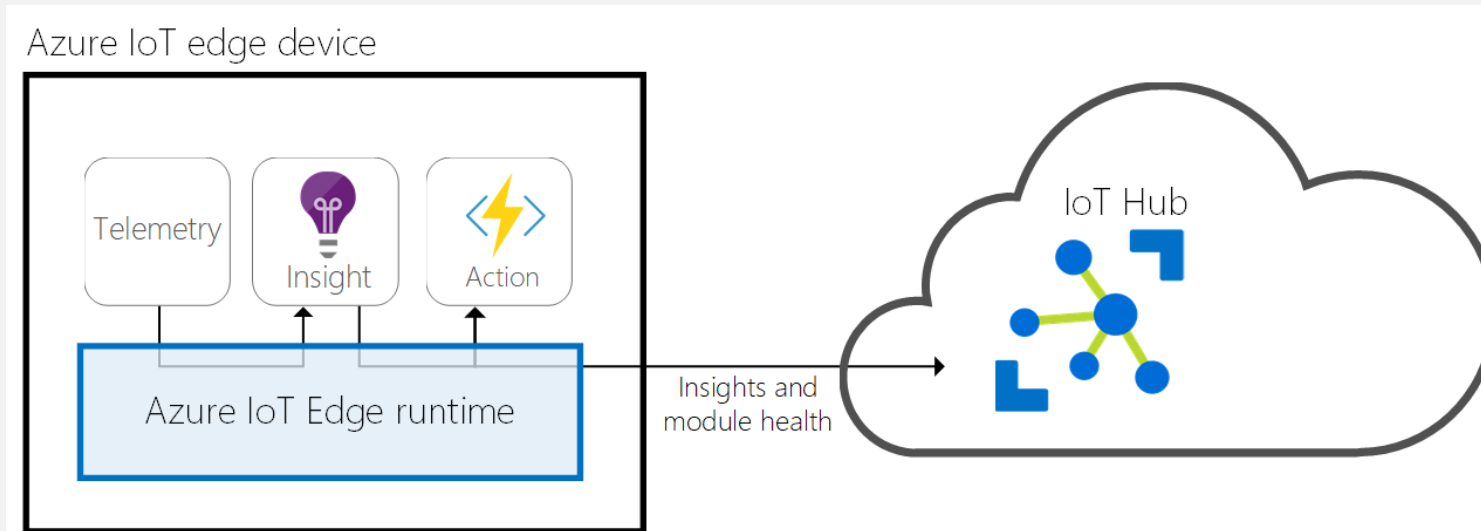 Azure IoT edge device
Telemetry
Insight
Action
IoT Hub
Azure IoT Edge runtime
Insights and
module health